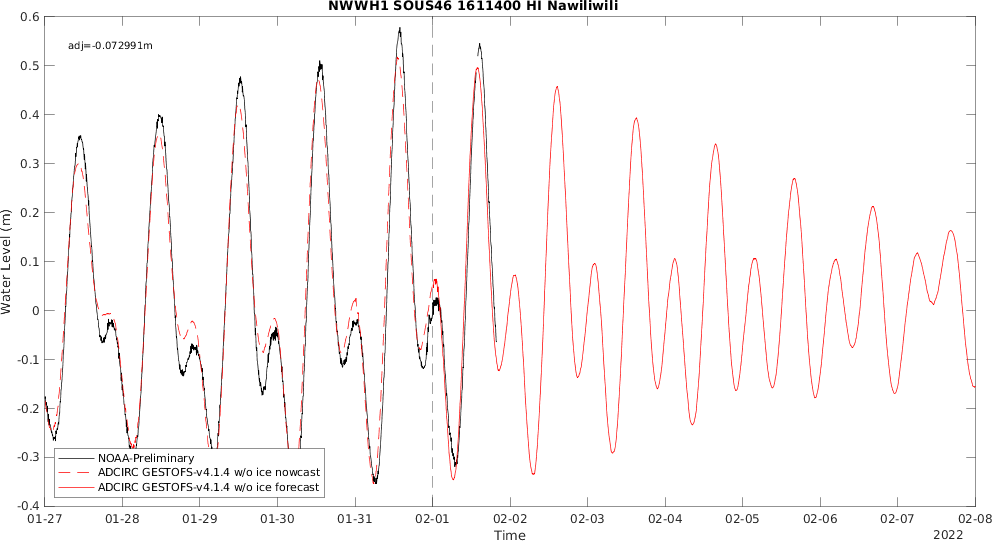 NWWH1 SOUS46 1611400 HI Nawiliwili
adj=-0.072991m
0.6
0.5
0.4
0.3
0.2
0.1
0
-0.1
-0.2
-0.3
-0.4
Water Level (m)
NOAA-Preliminary
ADCIRC GESTOFS-v4.1.4 w/o ice nowcast
ADCIRC GESTOFS-v4.1.4 w/o ice forecast
01-27 01-28 01-29 01-30 01-31 02-01 02-02 02-03 02-04 02-05 02-06 02-07 02-08
Time
2022